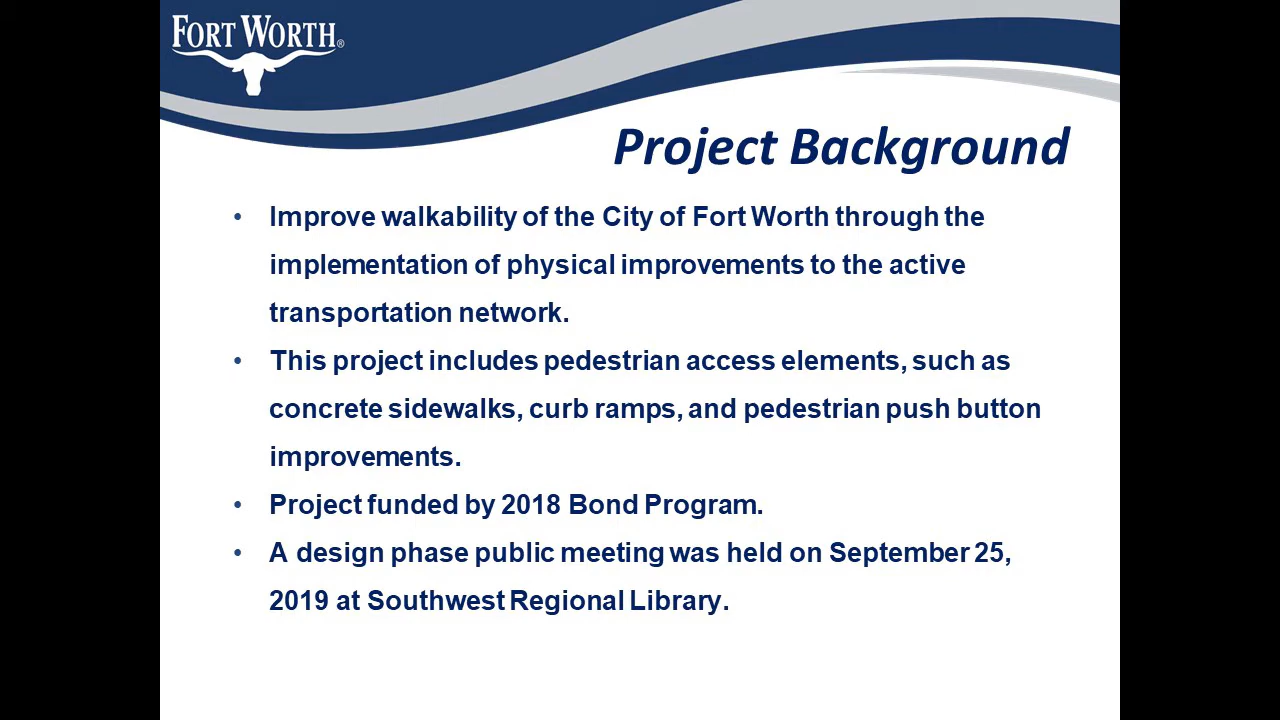 FORT WORTH®
Project Background
• Improve walkability of the City of Fort Worth through the
implementation of physical improvements to the active
transportation network.
• This project includes pedestrian access elements, such as
concrete sidewalks, curb ramps, and pedestrian push button
improvements.
• Project funded by 2018 Bond Program.
• A design phase public meeting was held on September 25,
2019 at Southwest Regional Library.